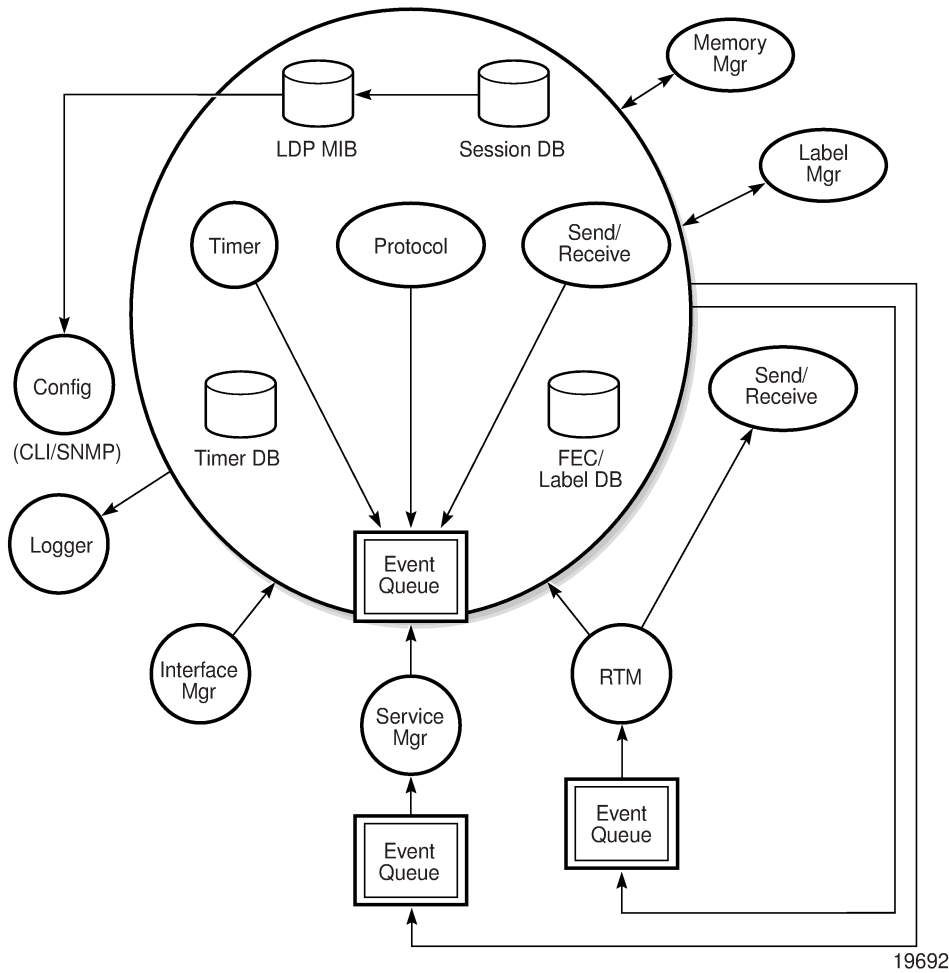 Memory
Mgr
LDP MIB
Session DB
Label
Mgr
Timer
Protocol
Send/
Receive
Config
(CLI/SNMP)
Send/
Receive
Timer DB
FEC/
Label DB
Logger
Event
Queue
Interface
Mgr
RTM
Service
Mgr
Event
Queue
Event
Queue
19692